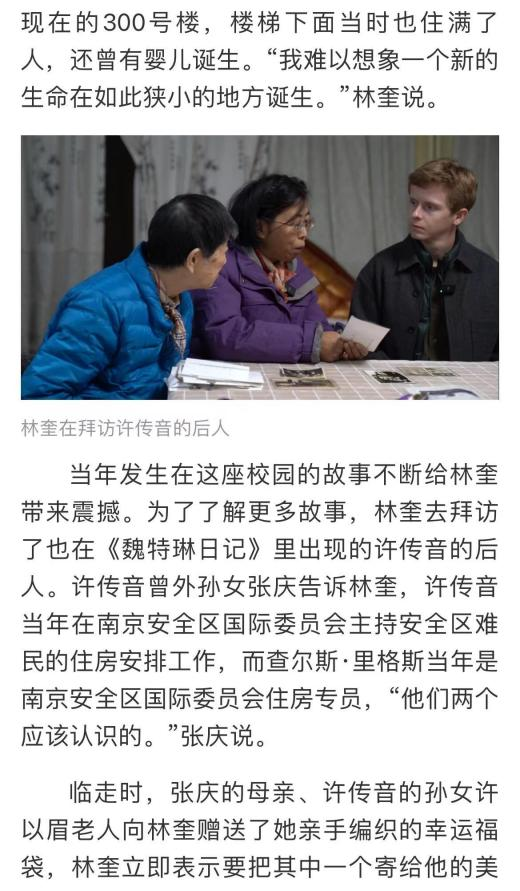 现在的300号楼，楼梯下面当时也住满了
人，还曾有婴儿诞生。“我难以想象一个新的
生命在如此狭小的地方诞生。”林奎说。
林奎在拜访许传音的后人
当年发生在这座校园的故事不断给林奎
带来震撼。为了了解更多故事，林奎去拜访
了也在《魏特琳日记》里出现的许传音的后
人。许传音曾外孙女张庆告诉林奎，许传音
当年在南京安全区国际委员会主持安全区难
民的住房安排工作，而查尔斯·里格斯当年是
南京安全区国际委员会住房专员，“他们两个
应该认识的。”张庆说。
临走时，张庆的母亲、许传音的孙女许
以眉老人向林奎赠送了她亲手编织的幸运福
袋，林奎立即表示要把其中一个寄给他的美